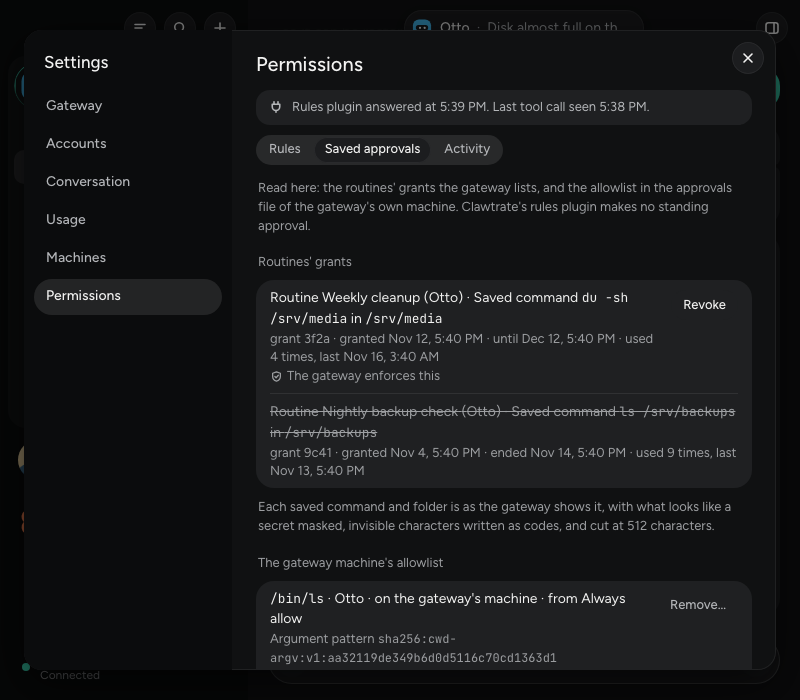 Otto · Disk almost full on th
Settings
Gateway
Accounts
Conversation
Usage
Machines
Permissions
Permissions
Rules plugin answered at 5:39 PM. Last tool call seen 5:38 PM.
Rules Saved approvals Activity
Read here: the routines' grants the gateway lists, and the allowlist in the approvals
file of the gateway's own machine. Clawtrate's rules plugin makes no standing
approval.
Routines' grants
Routine Weekly cleanup (Otto) · Saved command du -sh
/srv/media in /srv/media
Revoke
grant 3f2a · granted Nov 12, 5:40 PM · until Dec 12, 5:40 PM · used
4 times, last Nov 16, 3:40 AM
The gateway enforces this
Routine Nightly backup check (Otto) · Saved command ls /srv/backups
in /srv/backups
grant 9c41 · granted Nov 4, 5:40 PM · ended Nov 14, 5:40 PM · used 9 times, last
Nov 13, 5:40 PM
Each saved command and folder is as the gateway shows it, with what looks like a
secret masked, invisible characters written as codes, and cut at 512 characters.
The gateway machine's allowlist
/bin/ls · Otto · on the gateway's machine · from Always
allow
Remove...
Argument pattern sha256:cwd-
argv:v1:aa32119de349b6d0d5116c70cd1363d1
Connected